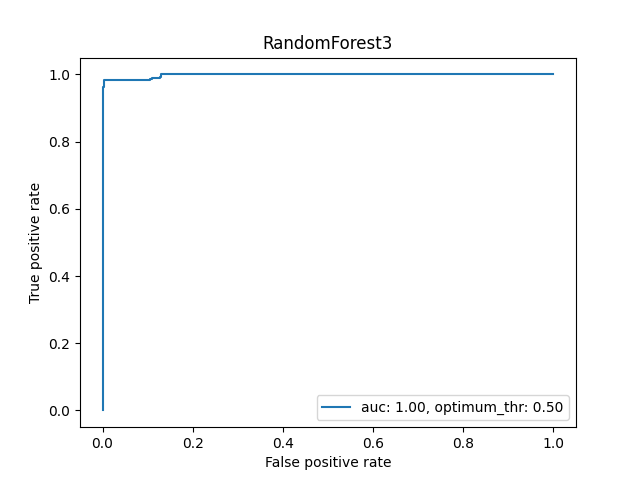 RandomForest3
1.0
0.8
0.6
0.4
0.2
0.0
True positive rate
auc: 1.00, optimum_thr: 0.50
0.0 0.2 0.4 0.6 0.8 1.0
False positive rate